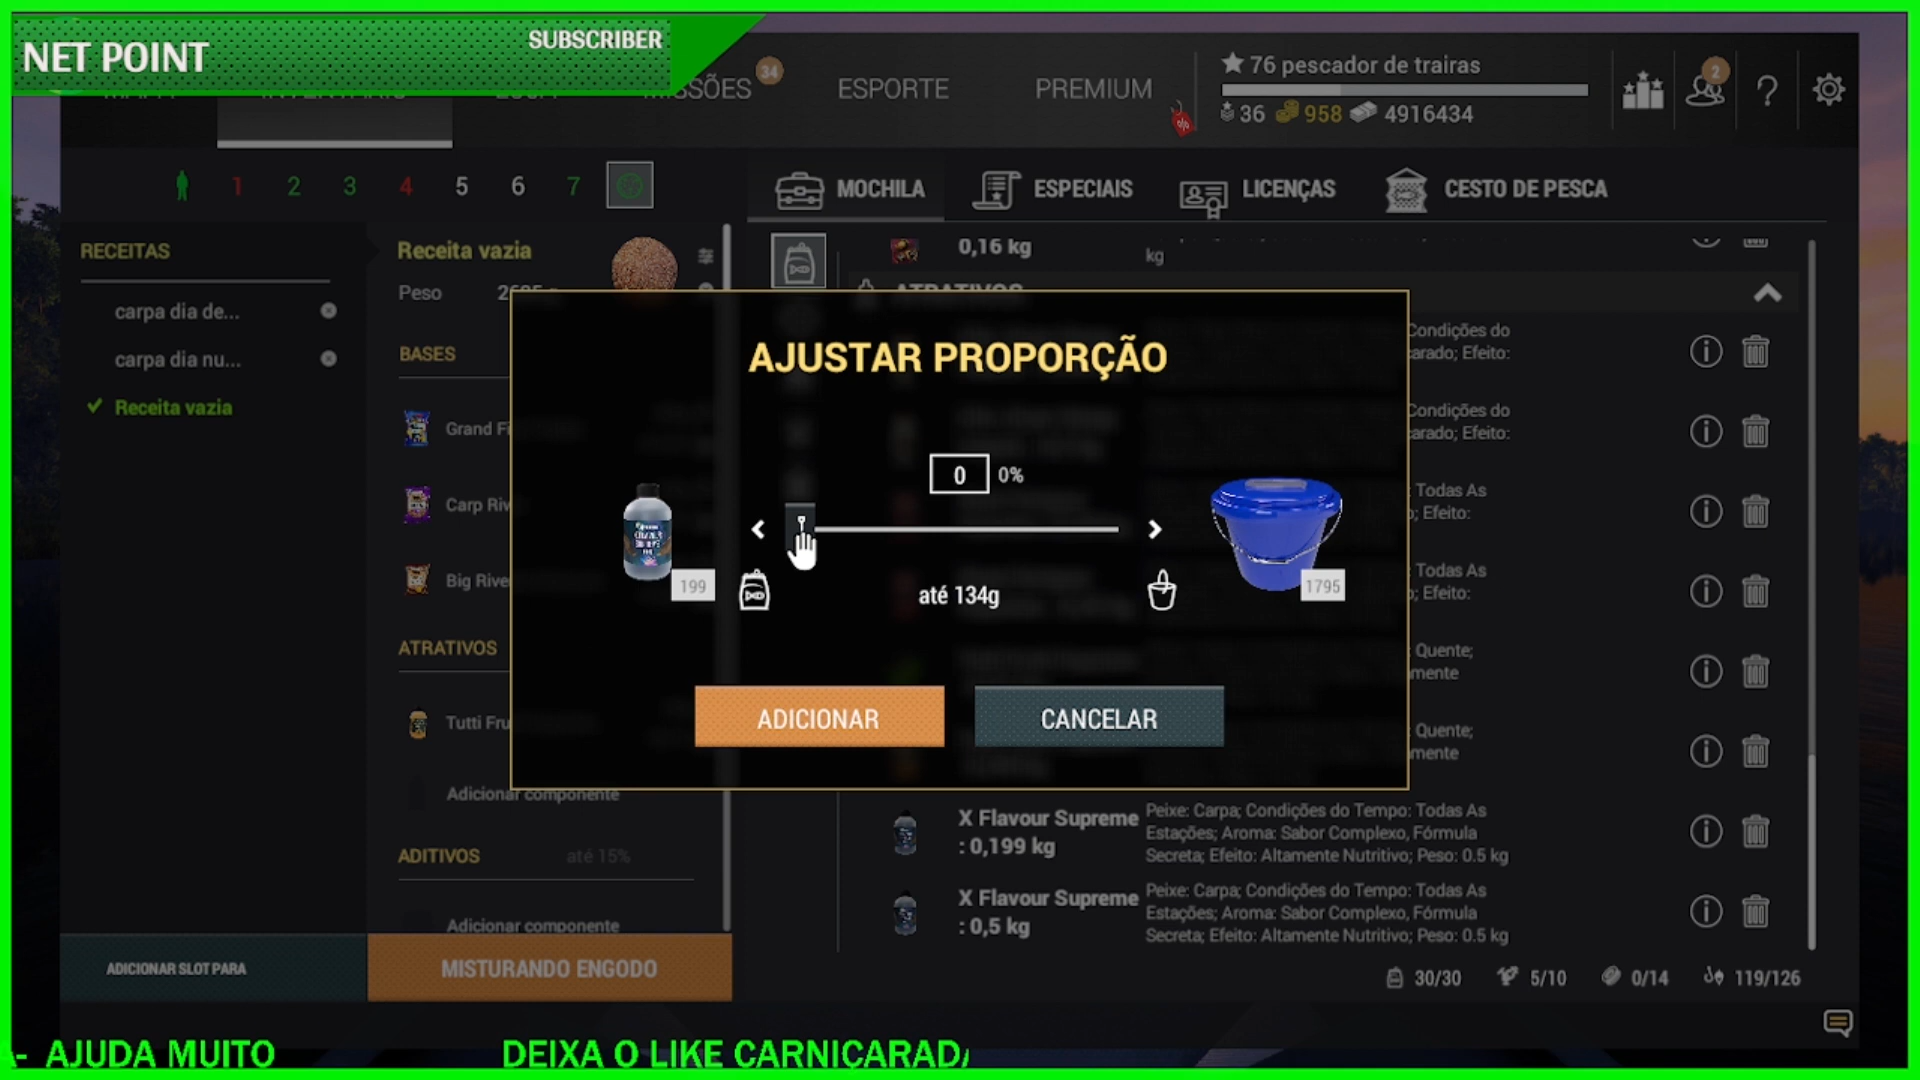 NET POINT
SUBSCRIBER
34
ESPORTE
PREMIUM
76 pescador de trairas
36 958 4916434
2
1 2 3 4 5 6 7
MOCHILA
ESPECIAIS
LICENÇAS
CESTO DE PESCA
RECEITAS
carpa dia de...
carpa dia nu...
Receita vazia
Receita vazia
Peso
BASES
Grand Fi
Carp Riv
Big Rive
ATRATIVOS
Tutti Fru
Adicionar componente
ADITIVOS até 15%
Adicionar componente
ADICIONAR SLOT PARA
MISTURANDO ENGODO
0,16 kg
kg
ATRATIVOS
AJUSTAR PROPORÇÃO
0 0%
199
até 134g
1795
ADICIONAR
CANCELAR
Condições do
carado; Efeito:
Condições do
carado; Efeito:
: Todas As
o; Efeito:
: Todas As
o; Efeito:
: Quente;
mente
: Quente;
mente
X Flavour Supreme
: 0,199 kg
Peixe: Carpa; Condições do Tempo: Todas As
Estações; Aroma: Sabor Complexo, Fórmula
Secreta; Efeito: Altamente Nutritivo; Peso: 0.5 kg
X Flavour Supreme
: 0,5 kg
Peixe: Carpa; Condições do Tempo: Todas As
Estações; Aroma: Sabor Complexo, Fórmula
Secreta; Efeito: Altamente Nutritivo; Peso: 0.5 kg
30/30 5/10 0/14 119/126
- AJUDA MUITO
DEIXA O LIKE CARNIÇARADA